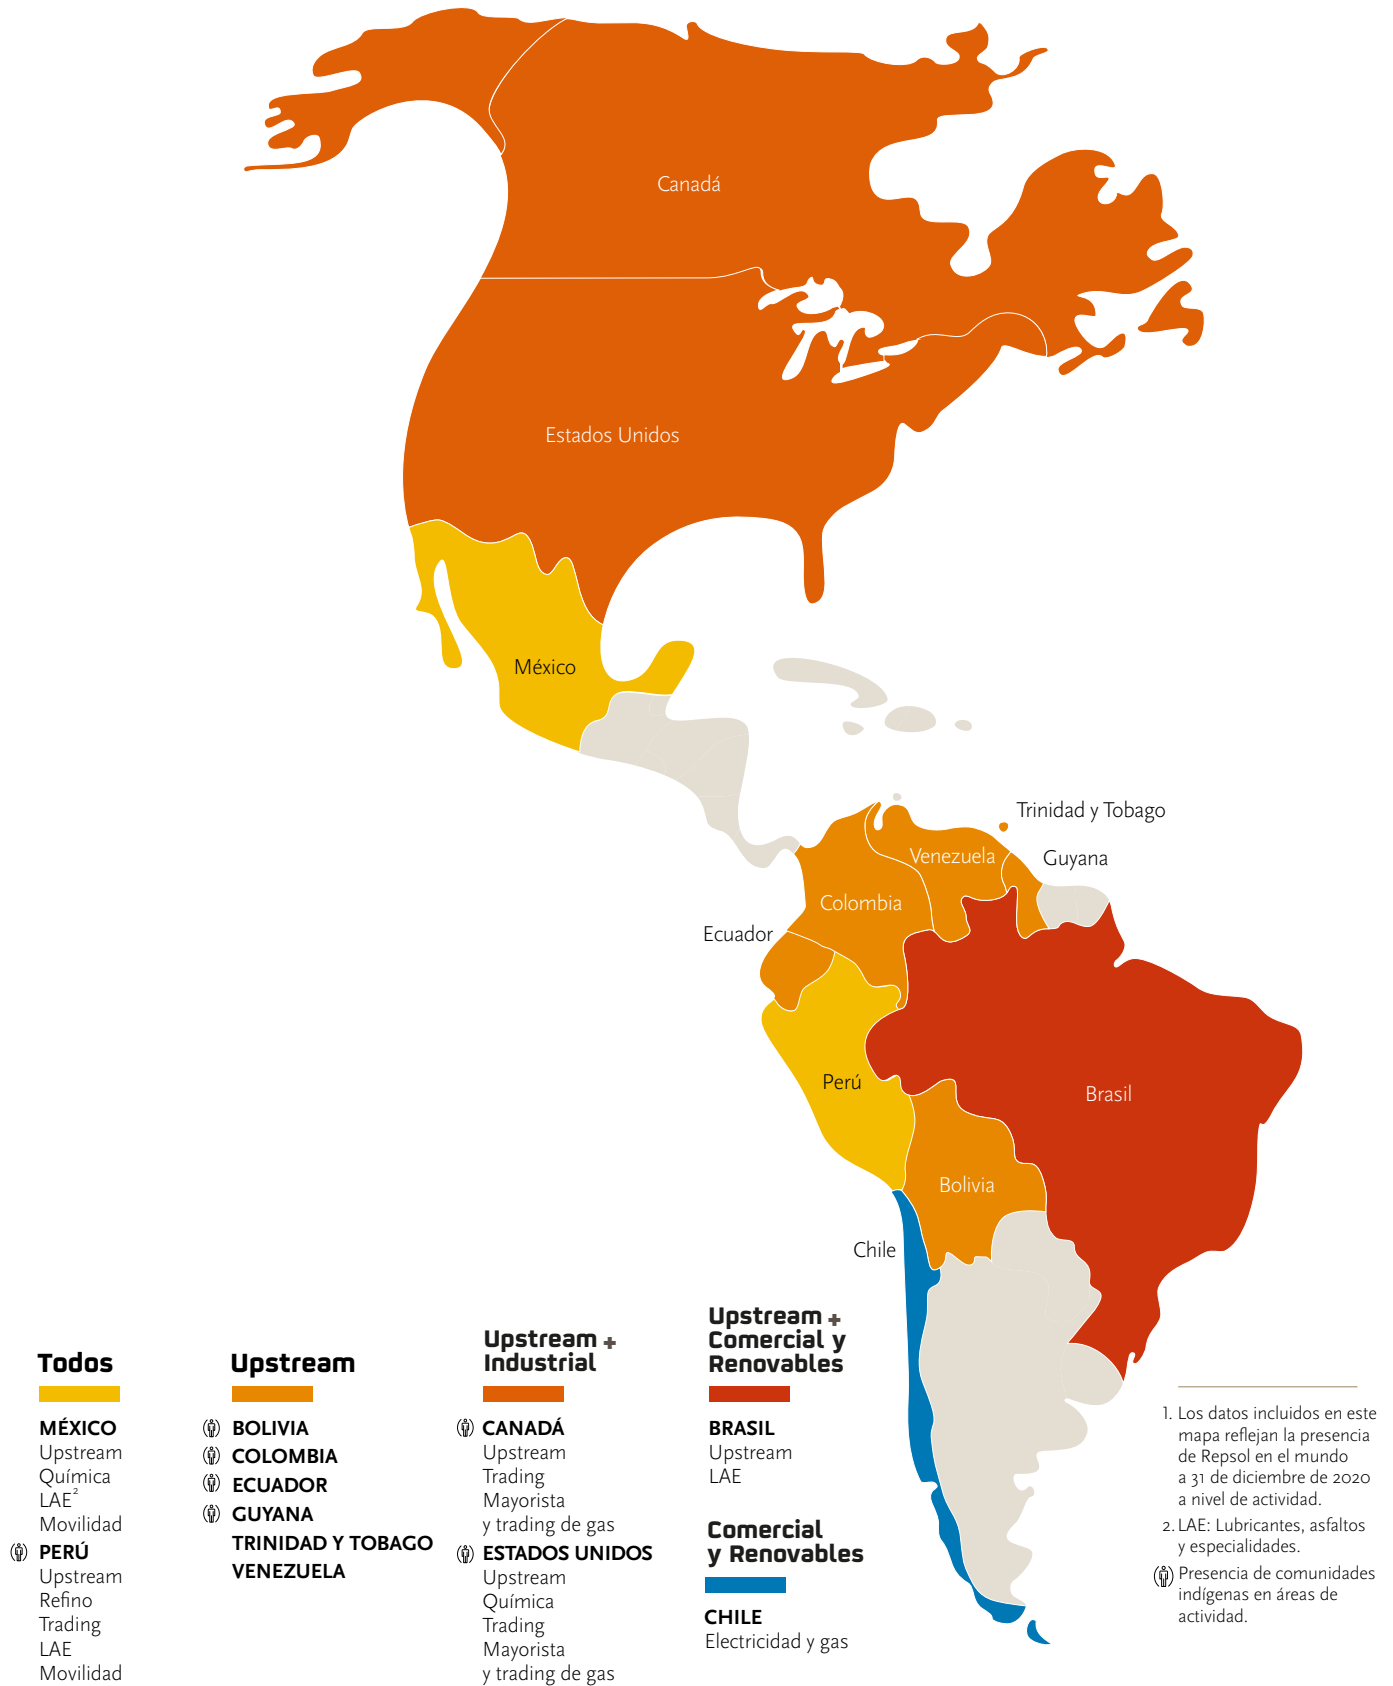 Canadá
Estados Unidos
México
Trinidad y Tobago
Venezuela
Guyana
Colombia
Ecuador
Perú
Brasil
Bolivia
Chile
Todos
MÉXICO
Upstream
Química
LAE²
Movilidad
PERÚ
Upstream
Refino
Trading
LAE
Movilidad
Upstream
BOLIVIA
COLOMBIA
ECUADOR
GUYANA
TRINIDAD Y TOBAGO
VENEZUELA
Upstream +
Industrial
CANADÁ
Upstream
Trading
Mayorista
y trading de gas
ESTADOS UNIDOS
Upstream
Química
Trading
Mayorista
y trading de gas
Upstream +
Comercial y
Renovables
BRASIL
Upstream
LAE
Comercial
y Renovables
CHILE
Electricidad y gas
1. Los datos incluidos en este
mapa reflejan la presencia
de Repsol en el mundo
a 31 de diciembre de 2020
a nivel de actividad.
2. LAE: Lubricantes, asfaltos
y especialidades.
Presencia de comunidades
indígenas en áreas de
actividad.